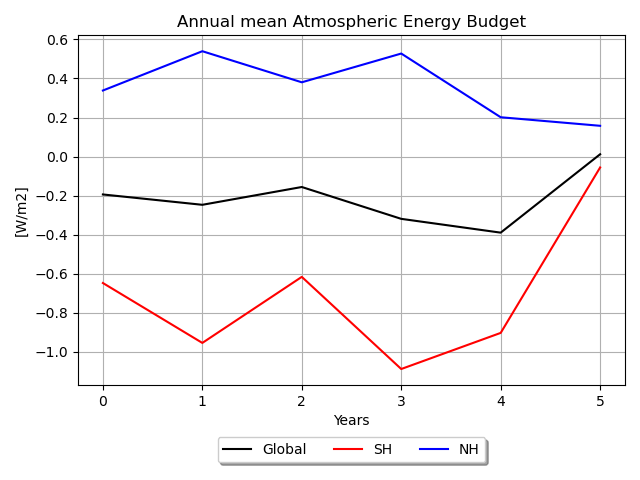 Annual mean Atmospheric Energy Budget
0.6
0.4
0.2
0.0
−0.2
−0.4
−0.6
−0.8
−1.0
[W/m2]
0 1 2 3 4 5
Years
Global SH NH